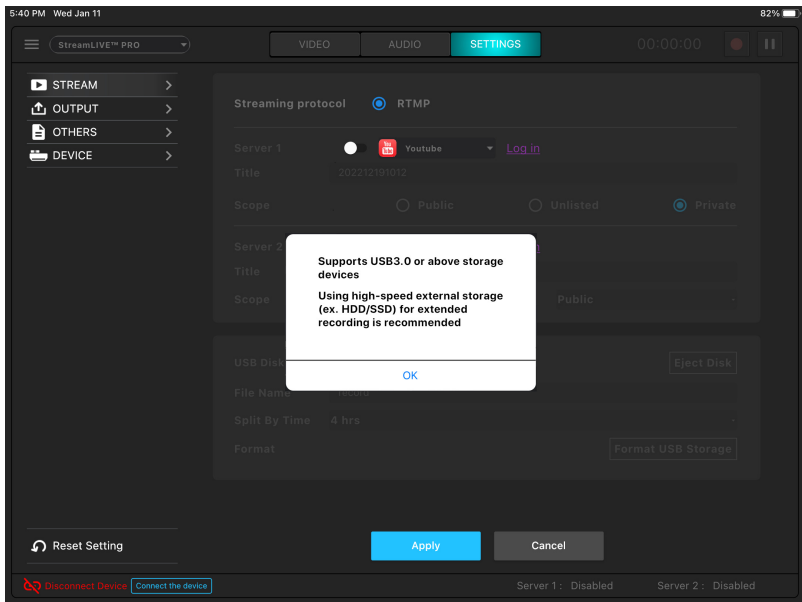 5:40 PM Wed Jan 11 82%
StreamLIVE™ PRO VIDEO AUDIO SETTINGS 00:00:00
STREAM
OUTPUT
OTHERS
DEVICE
Streaming protocol RTMP
Server 1 Youtube Log in
Title 202212191012
Scope Public Unlisted Private
Server 2
Title
Scope Public
Supports USB3.0 or above storage
devices
Using high-speed external storage
(ex. HDD/SSD) for extended
recording is recommended
OK
USB Disk Eject Disk
File Name record
Split By Time 4 hrs
Format Format USB Storage
Reset Setting Apply Cancel
Disconnect Device Connect the device Server 1 : Disabled Server 2 : Disabled